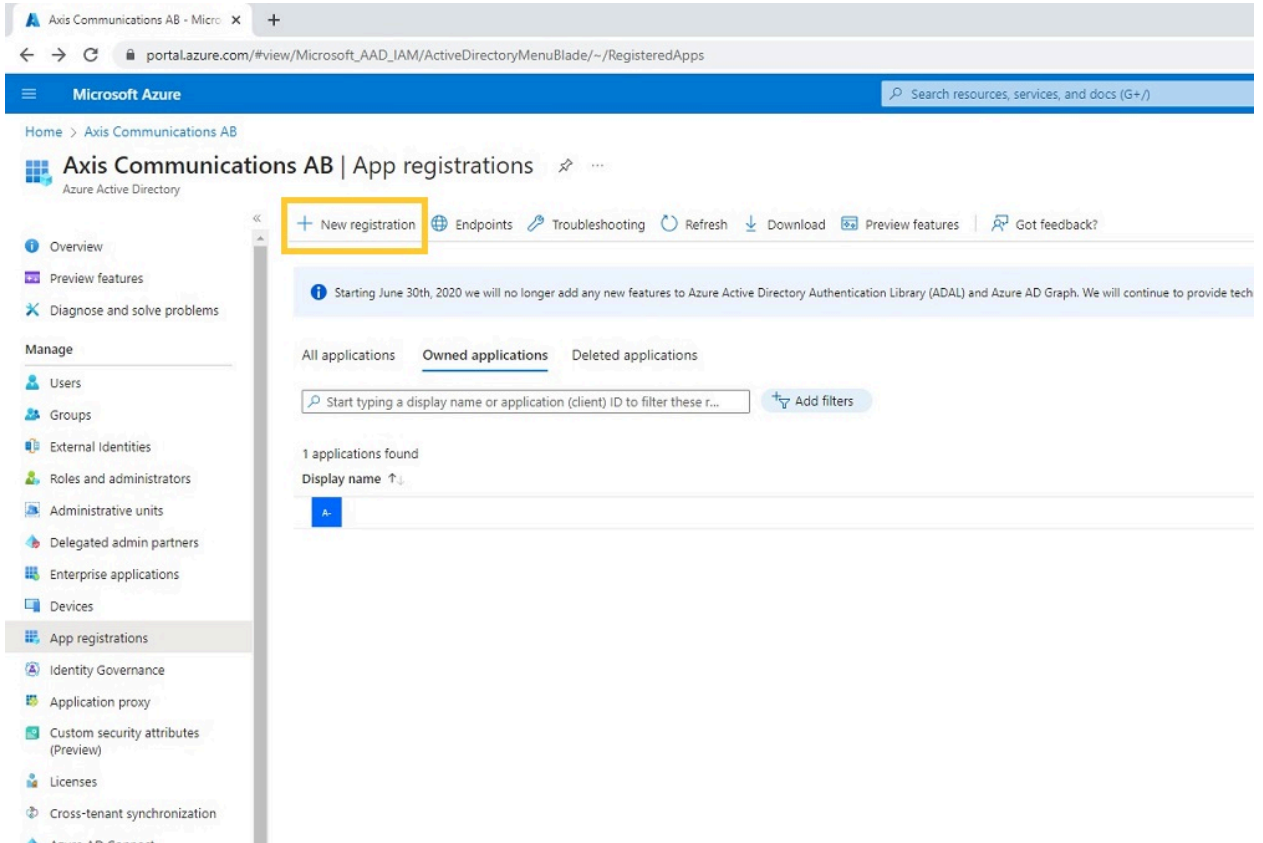 Axis Communications AB - Micro
portal.azure.com/#view/Microsoft_AAD_IAM/ActiveDirectoryMenuBlade/~/RegisteredApps
Microsoft Azure
Search resources, services, and docs (G+/)
Home > Axis Communications AB
Axis Communications AB | App registrations
Azure Active Directory
New registration Endpoints Troubleshooting Refresh Download Preview features Got feedback?
Overview
Preview features
Diagnose and solve problems
Manage
Users
Groups
External Identities
Roles and administrators
Administrative units
Delegated admin partners
Enterprise applications
Devices
App registrations
Identity Governance
Application proxy
Custom security attributes
(Preview)
Licenses
Cross-tenant synchronization
Azure AD Connect
Starting June 30th, 2020 we will no longer add any new features to Azure Active Directory Authentication Library (ADAL) and Azure AD Graph. We will continue to provide tech
All applications Owned applications Deleted applications
Start typing a display name or application (client) ID to filter these r...
Add filters
1 applications found
Display name
A-